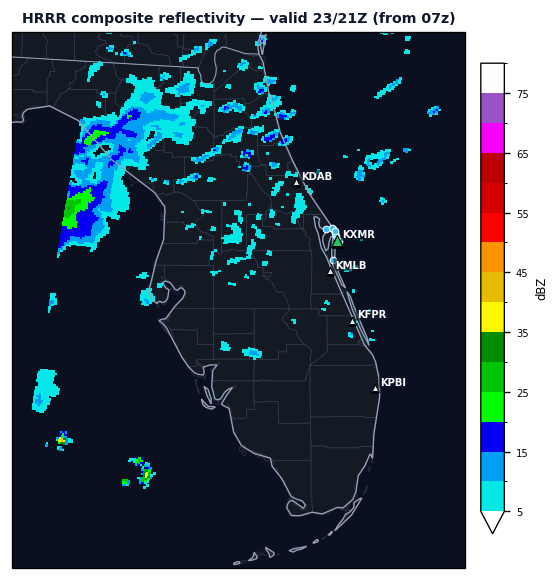 HRRR composite reflectivity — valid 23/21Z (from 07z)
KDAB
KXMR
KMLB
KFPR
KPBI
75
65
55
45
35
25
15
5
dBZ